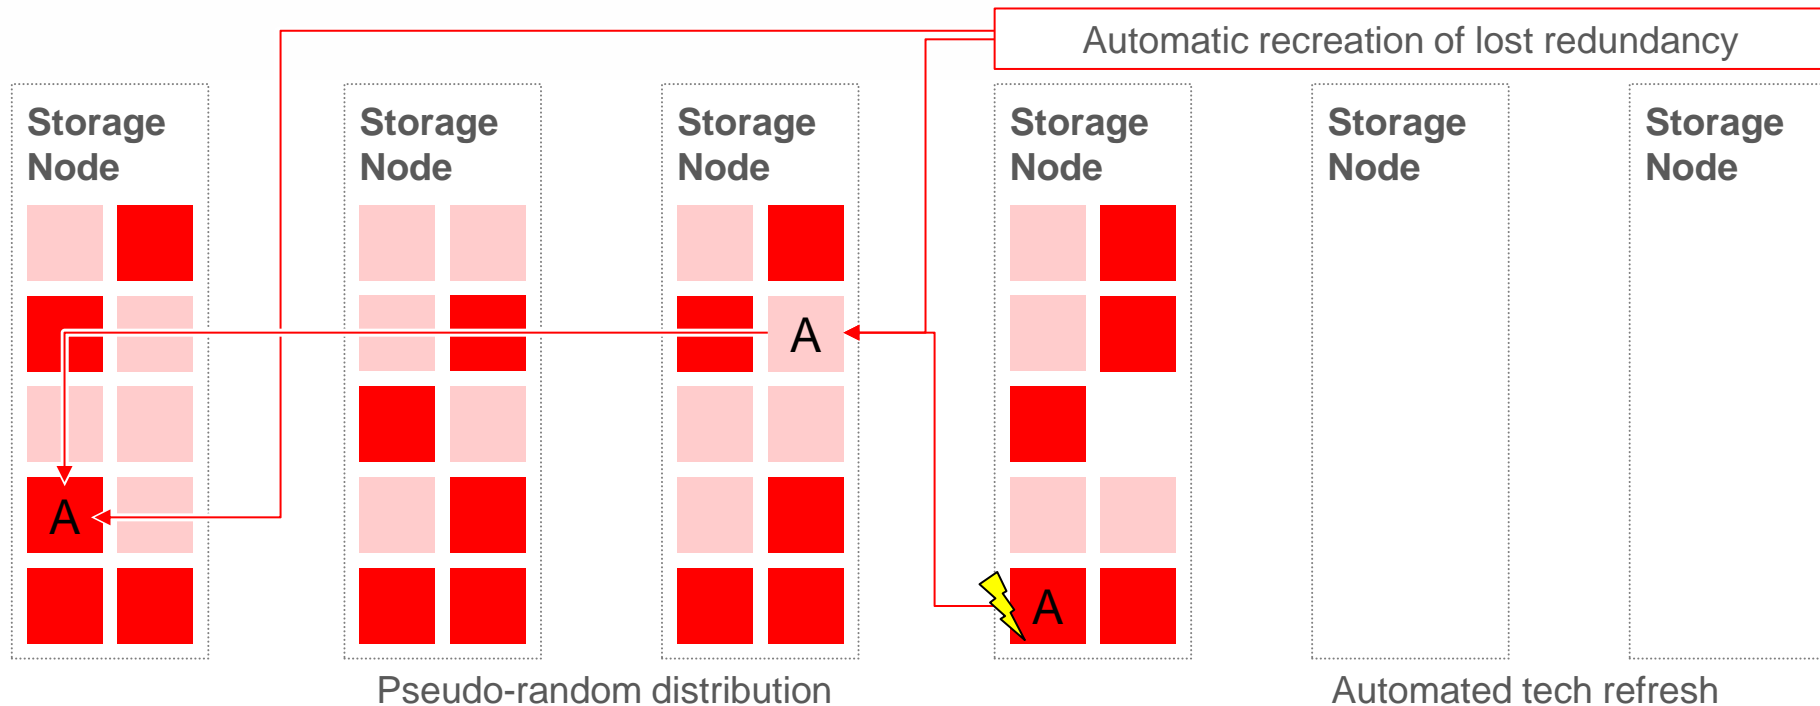 Automatic recreation of lost redundancy
Storage
Node
Storage
Node
Storage
Node
Storage
Node
Storage
Node
Storage
Node
A
A
A
Pseudo-random distribution
Automated tech refresh